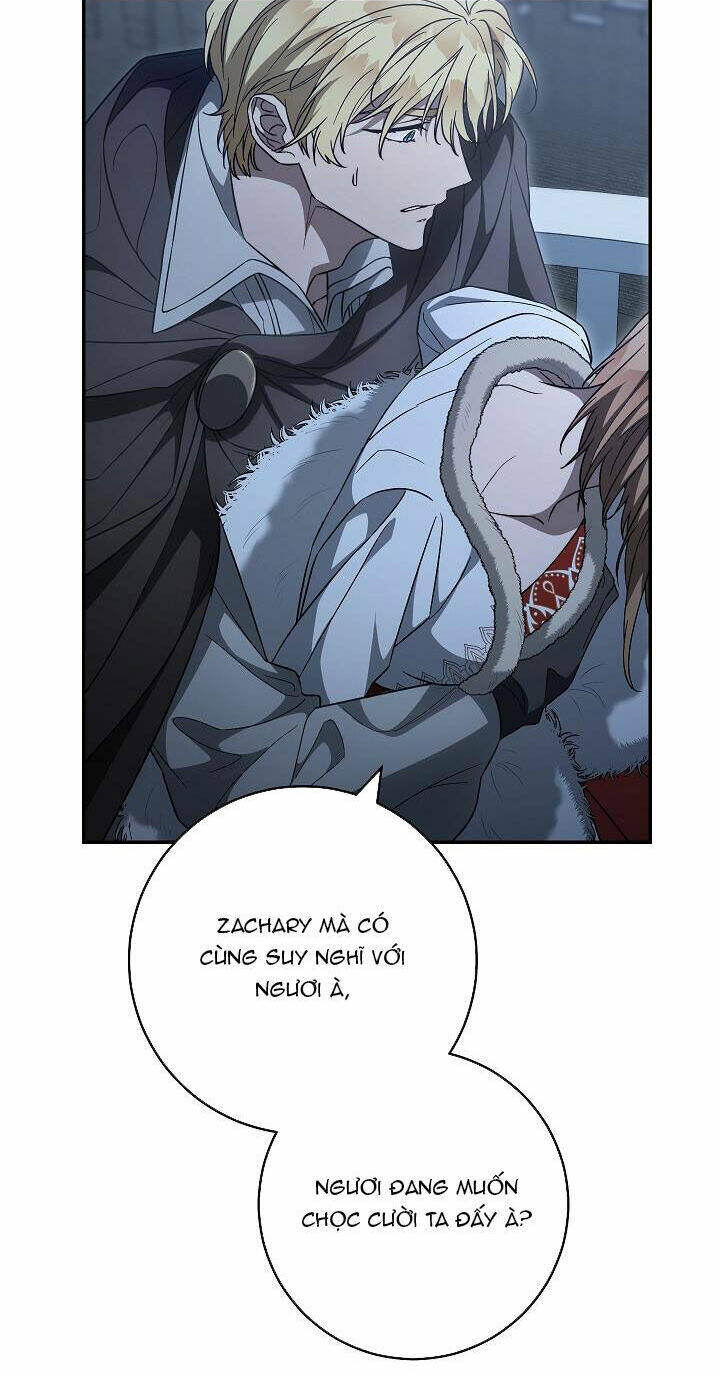 ZACHARY MÀ CÓ
CÙNG SUY NGHĨ VỚI
NGƯƠI À,
NGƯƠI ĐANG MUỐN
CHỌC CƯỜI TA ĐẤY À?